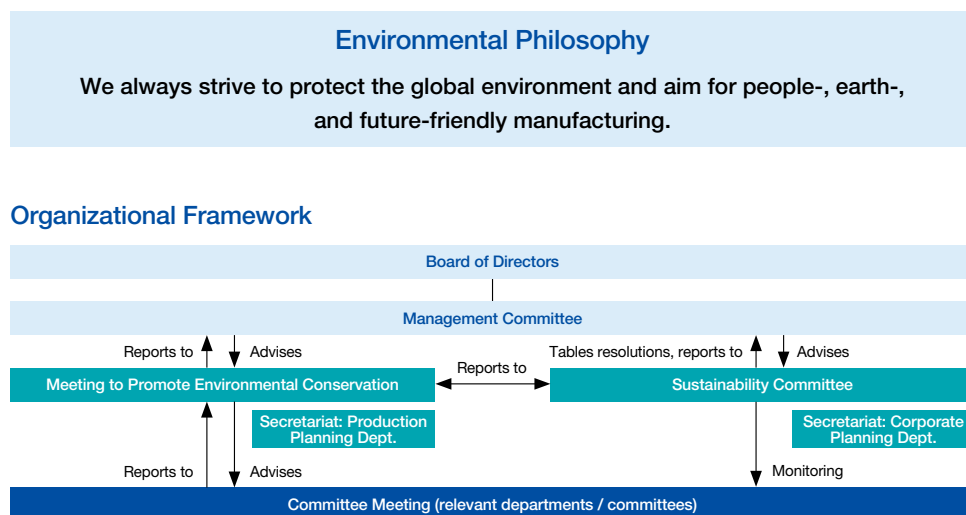 Environmental Philosophy
We always strive to protect the global environment and aim for people-, earth-,
and future-friendly manufacturing.
Organizational Framework
Board of Directors
Management Committee
Reports to
Advises
Tables resolutions, reports to
Advises
Meeting to Promote Environmental Conservation
Reports to
Sustainability Committee
Secretariat: Production
Planning Dept.
Secretariat: Corporate
Planning Dept.
Reports to
Advises
Monitoring
Committee Meeting (relevant departments / committees)